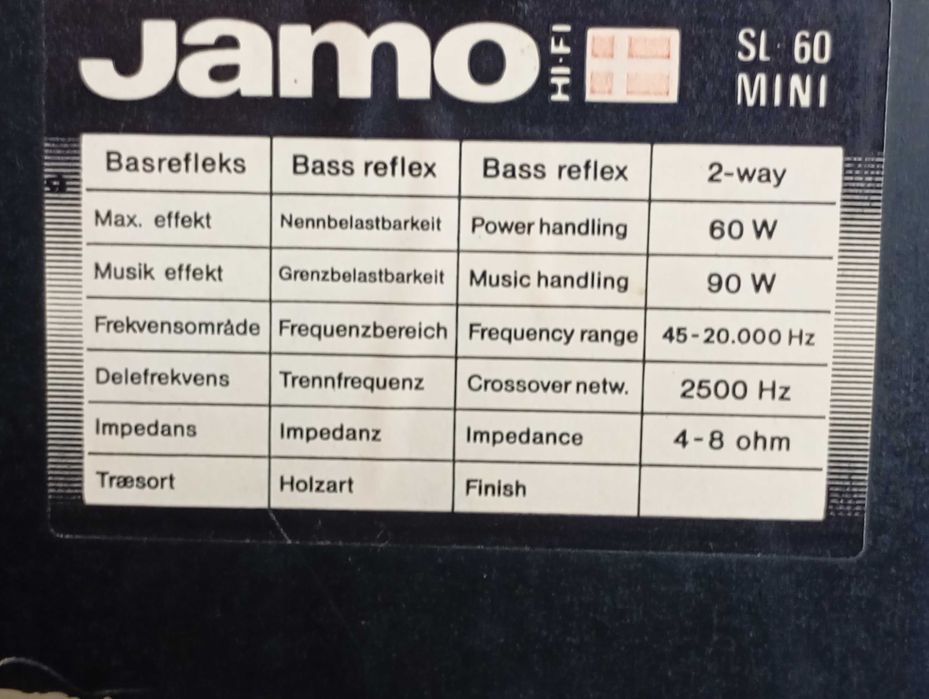 Jamo HI-FI SL 60
MINI
Basrefleks Bass reflex Bass reflex 2-way
Max. effekt Nennbelastbarkeit Power handling 60 W
Musik effekt Grenzbelastbarkeit Music handling 90 W
Frekvensområde Frequenzbereich Frequency range 45-20.000 Hz
Delefrekvens Trennfrequenz Crossover netw. 2500 Hz
Impedans Impedanz Impedance 4-8 ohm
Træsort Holzart Finish